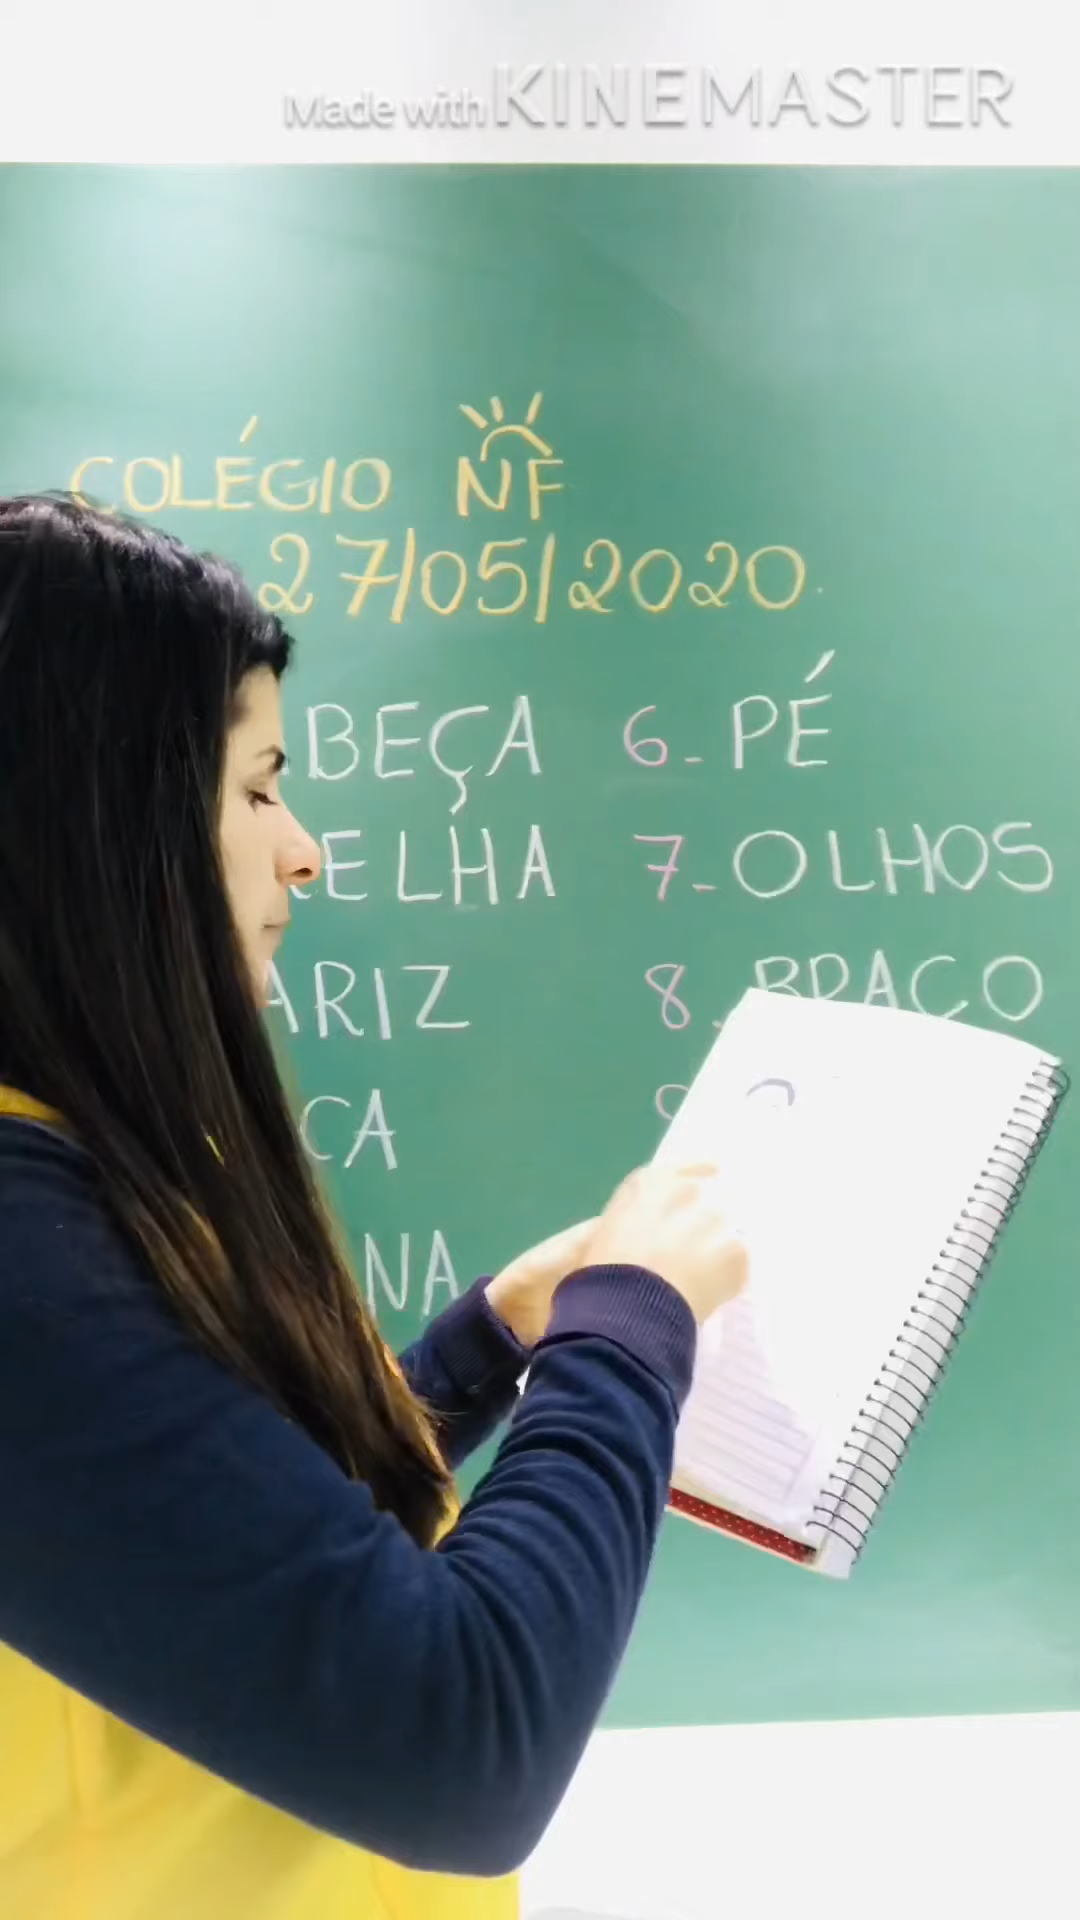 Made with KINEMASTER
COLÉGIO NF
27/05/2020
BEÇA 6- PÉ
ELHA 7- OLHOS
ARIZ 8- BRAÇO
CA 9
NA